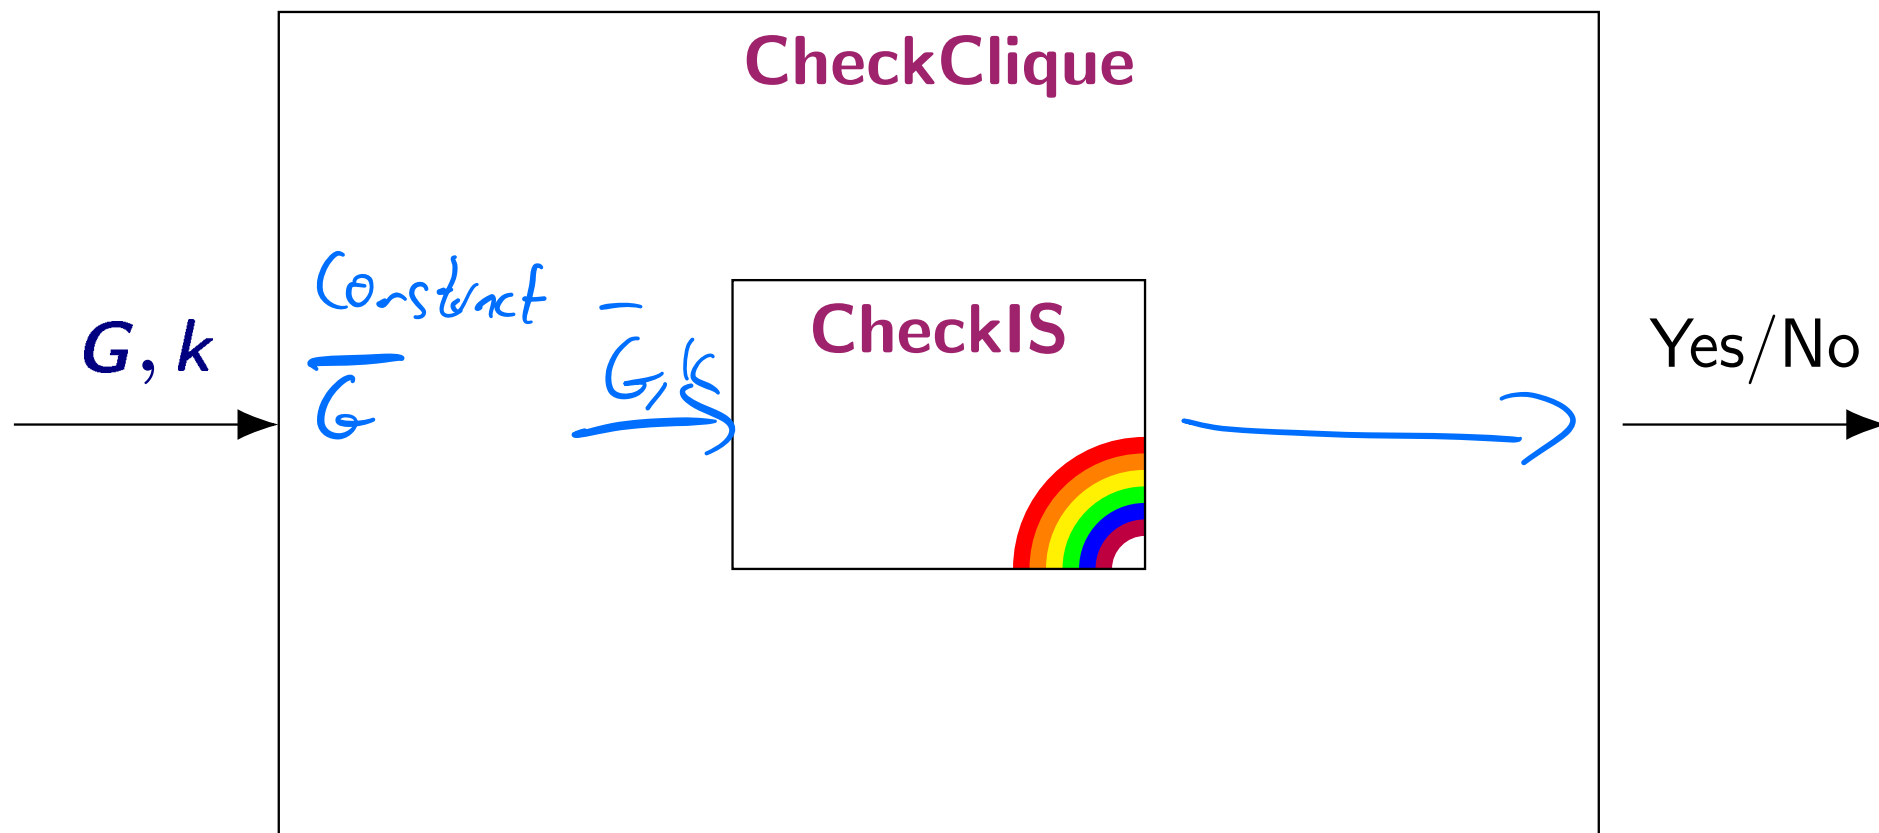 CheckClique
Construct
G̅
G̅, k
CheckIS
G, k
Yes/No